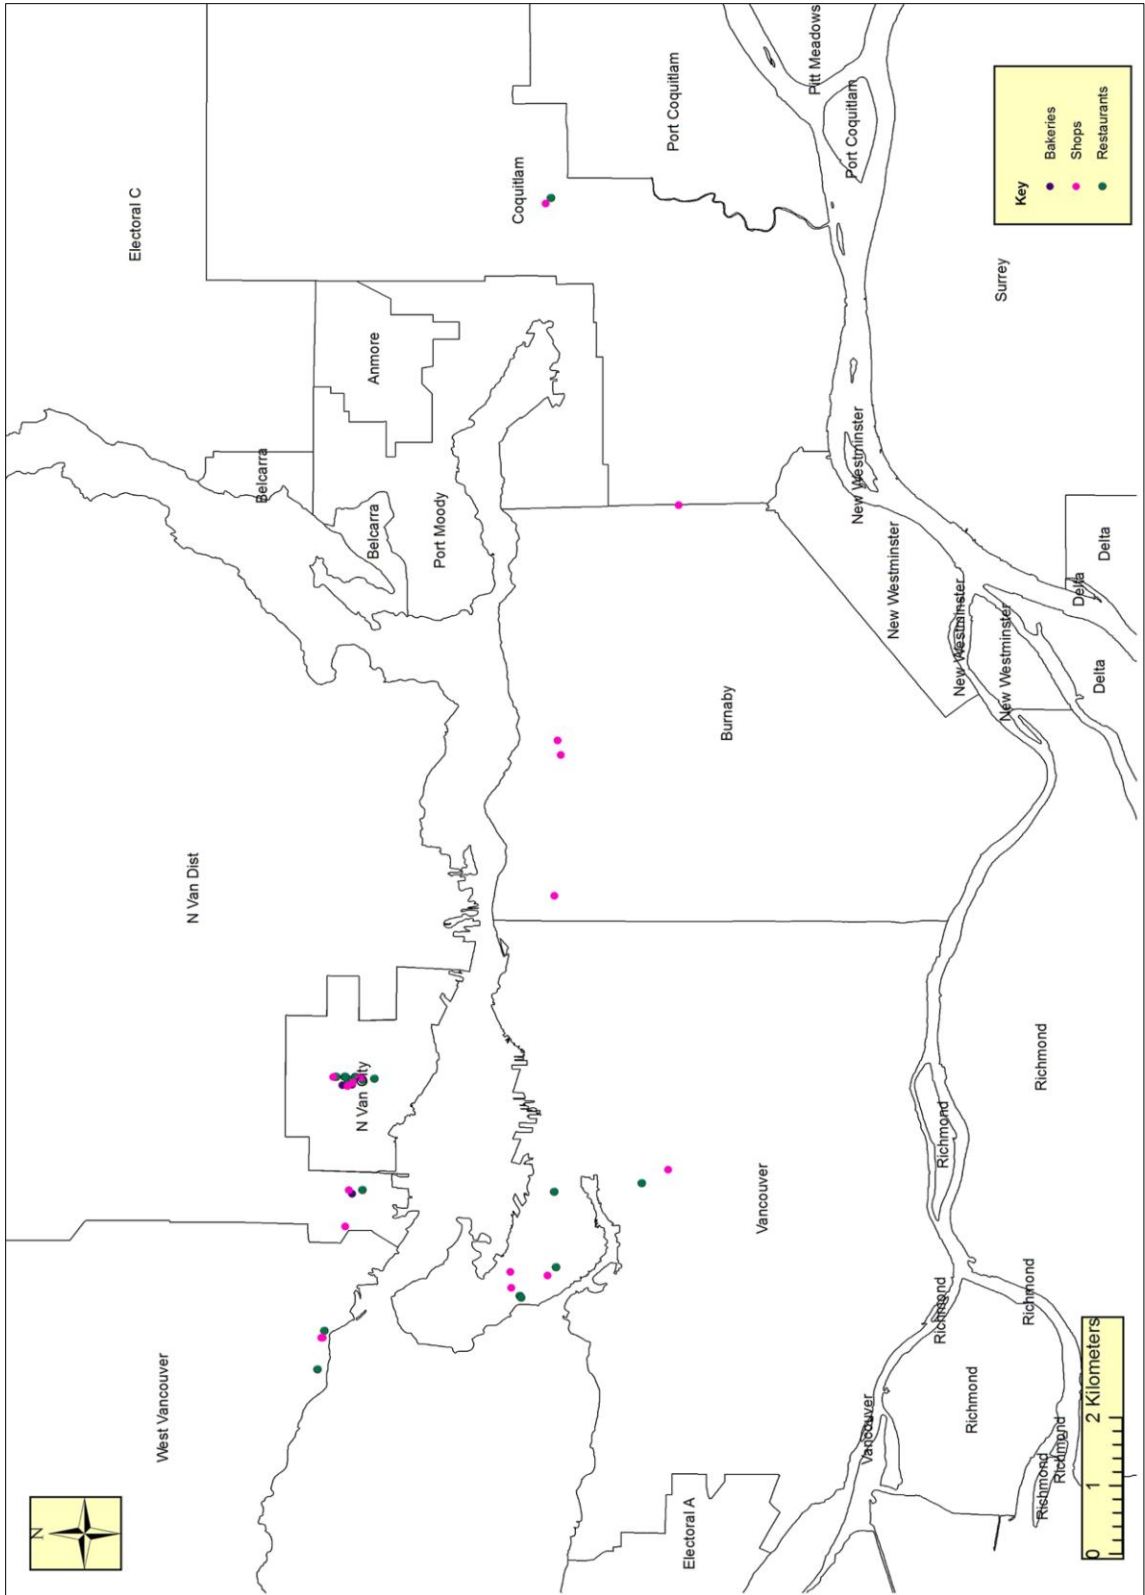 N
West Vancouver
N Van Dist
Electoral C
N Van City
Belcarra
Belcarra
Anmore
Port Moody
Coquitlam
Port Coquitlam
Pitt Meadows
Port Coquitlam
Burnaby
Vancouver
Electoral A
Vancouver
New Westminster
New Westminster
New Westminster
New Westminster
Surrey
Delta
Delta
Delta
Richmond
Richmond
Richmond
Richmond
Richmond
Richmond
Richmond
0 1 2 Kilometers
Key
Bakeries
Shops
Restaurants